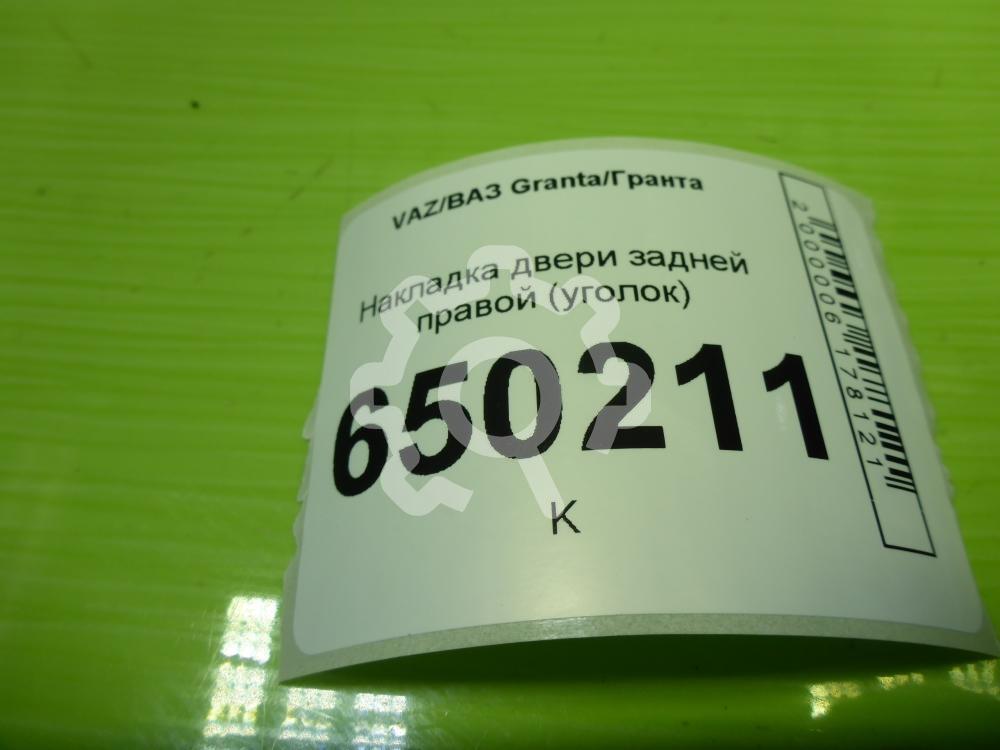 VAZ/ВАЗ Granta/Гранта
Накладка двери задней
правой (уголок)
650211
К
2000006178121